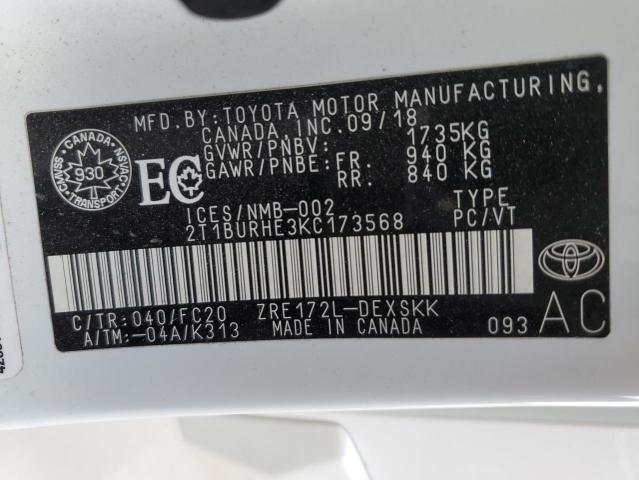 MFD. BY: TOYOTA MOTOR MANUFACTURING,
CANADA, INC. 09/18
GVWR/PNBV: 1735KG
GAWR/PNBE: FR. 940 KG
RR. 840 KG
CANADA
CMVSS NSVAC
930
TRANSPORT
EC
ICES/NMB-002 TYPE
2T1BURHE3KC173568 PC/VT
C/TR: 040/FC20 ZRE172L-DEXSKK
A/TM:-04A/K313 MADE IN CANADA 093 AC